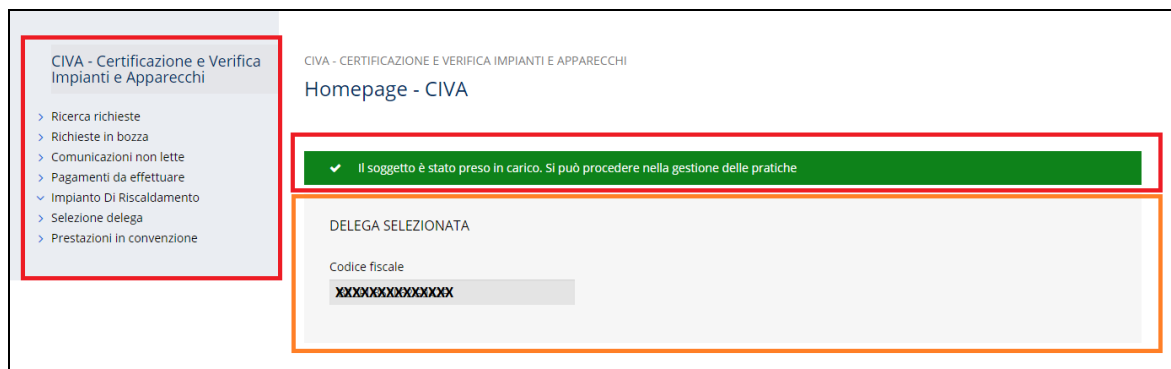 CIVA - Certificazione e Verifica
Impianti e Apparecchi
Ricerca richieste
Richieste in bozza
Comunicazioni non lette
Pagamenti da effettuare
Impianto Di Riscaldamento
Selezione delega
Prestazioni in convenzione
CIVA - CERTIFICAZIONE E VERIFICA IMPIANTI E APPARECCHI
Homepage - CIVA
Il soggetto è stato preso in carico. Si può procedere nella gestione delle pratiche
DELEGA SELEZIONATA
Codice fiscale
XXXXXXXXXXXXXX